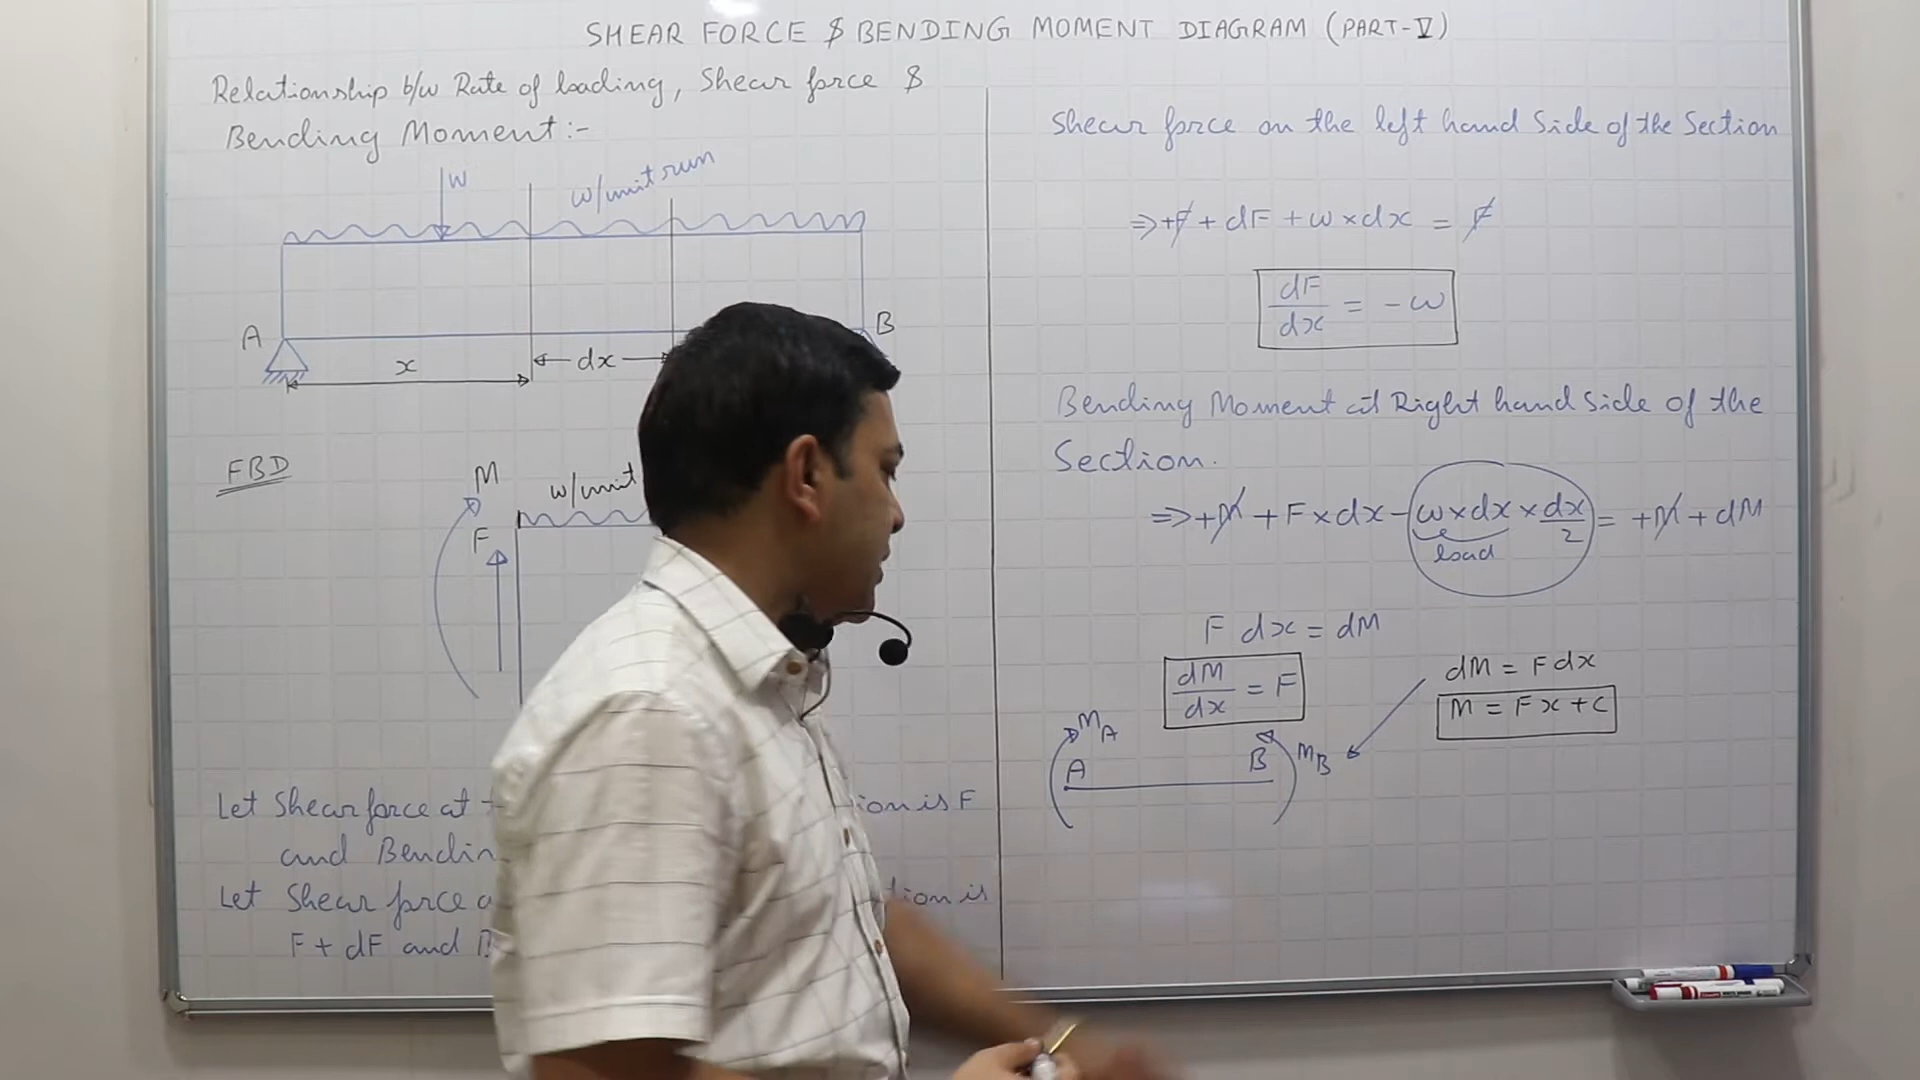 SHEAR FORCE $ BENDING MOMENT DIAGRAM (PART-V)
Relationship b/w Rate of loading, Shear force $
Bending Moment:-
W
w/unit run
A
B
x
dx
FBD
M
F
w/unit
Let Shear force at
ion is F
and
Let Shear force
is
F + dF and
Shear force on the left hand Side of the Section
⇒ +F + dF + w×dx = F
dF/dx = - w
Bending Moment at Right hand Side of the
Section.
⇒ +M + F×dx - w×dx × dx/2 = +M + dM
load
F dx = dM
dM/dx = F
dM = F dx
M = F x + C
M_A
A
B
M_B